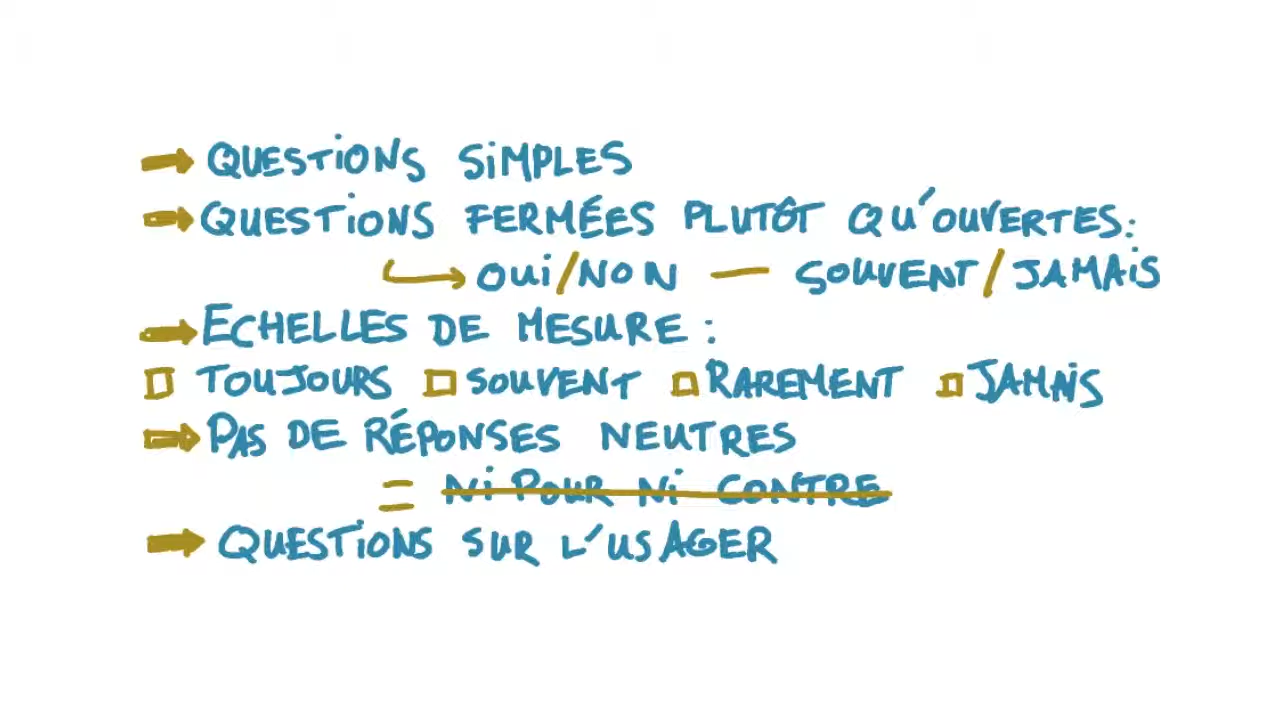 QUESTIONS SIMPLES
QUESTIONS FERMÉES PLUTÔT QU'OUVERTES:
OUI/NON — SOUVENT/JAMAIS
ECHELLES DE MESURE:
TOUJOURS SOUVENT RAREMENT JAMAIS
PAS DE RÉPONSES NEUTRES
= NI POUR NI CONTRE
QUESTIONS SUR L'USAGER